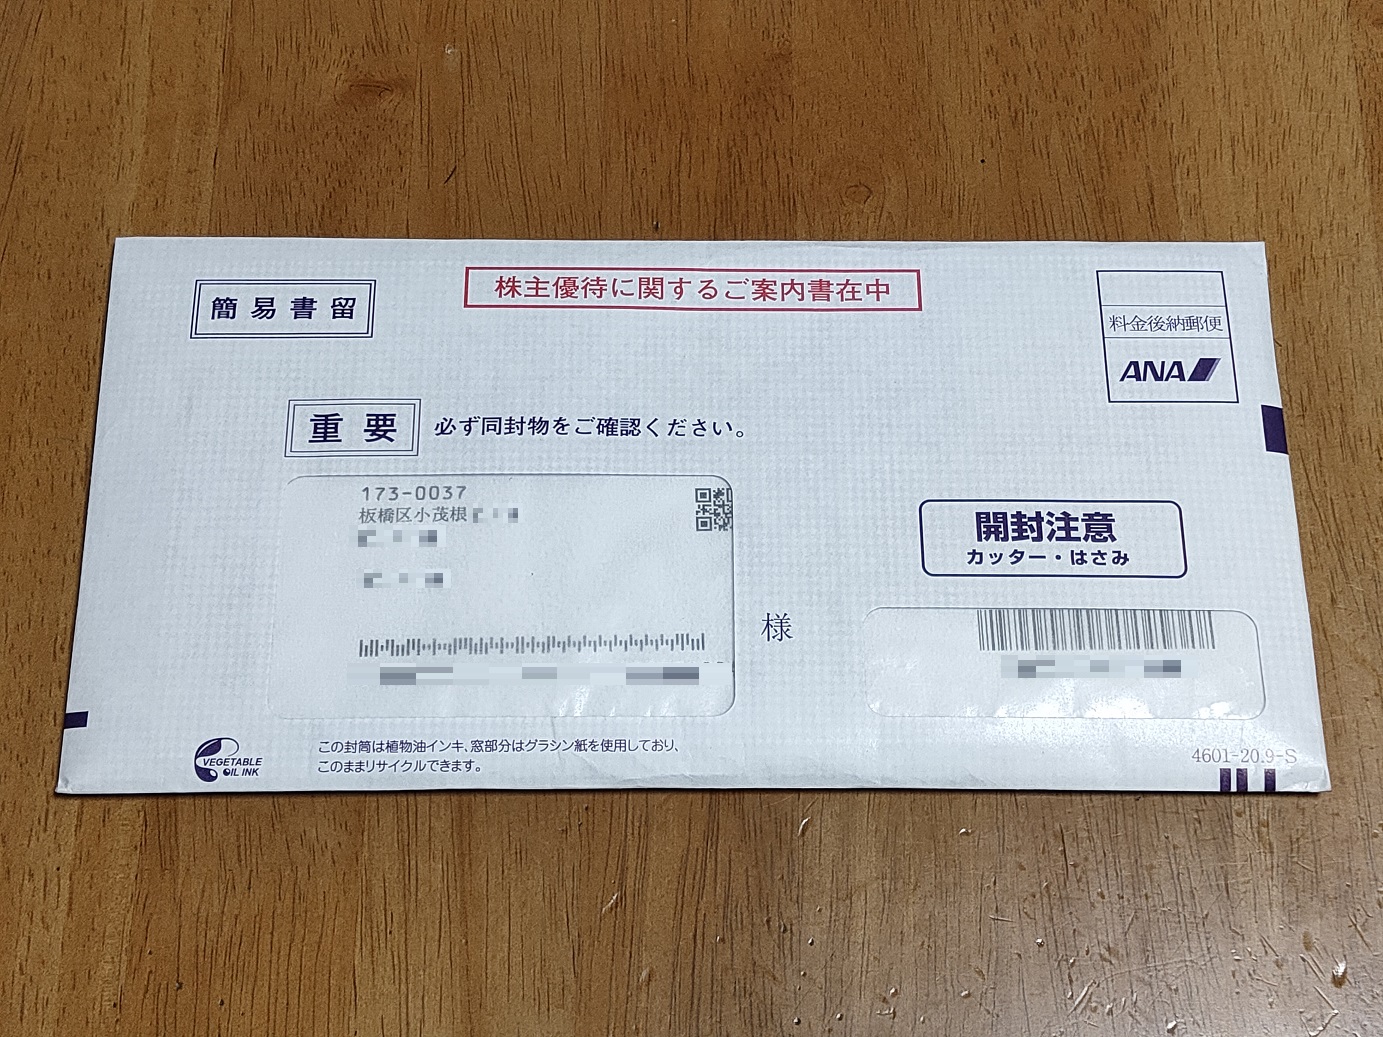 簡易書留
株主優待に関するご案内書在中
料金後納郵便
ANA
重要 必ず同封物をご確認ください。
173-0037
板橋区小茂根
様
開封注意
カッター・はさみ
VEGETABLE
OIL INK
この封筒は植物油インキ、窓部分はグラシン紙を使用しており、
このままリサイクルできます。
4601-20.9-S